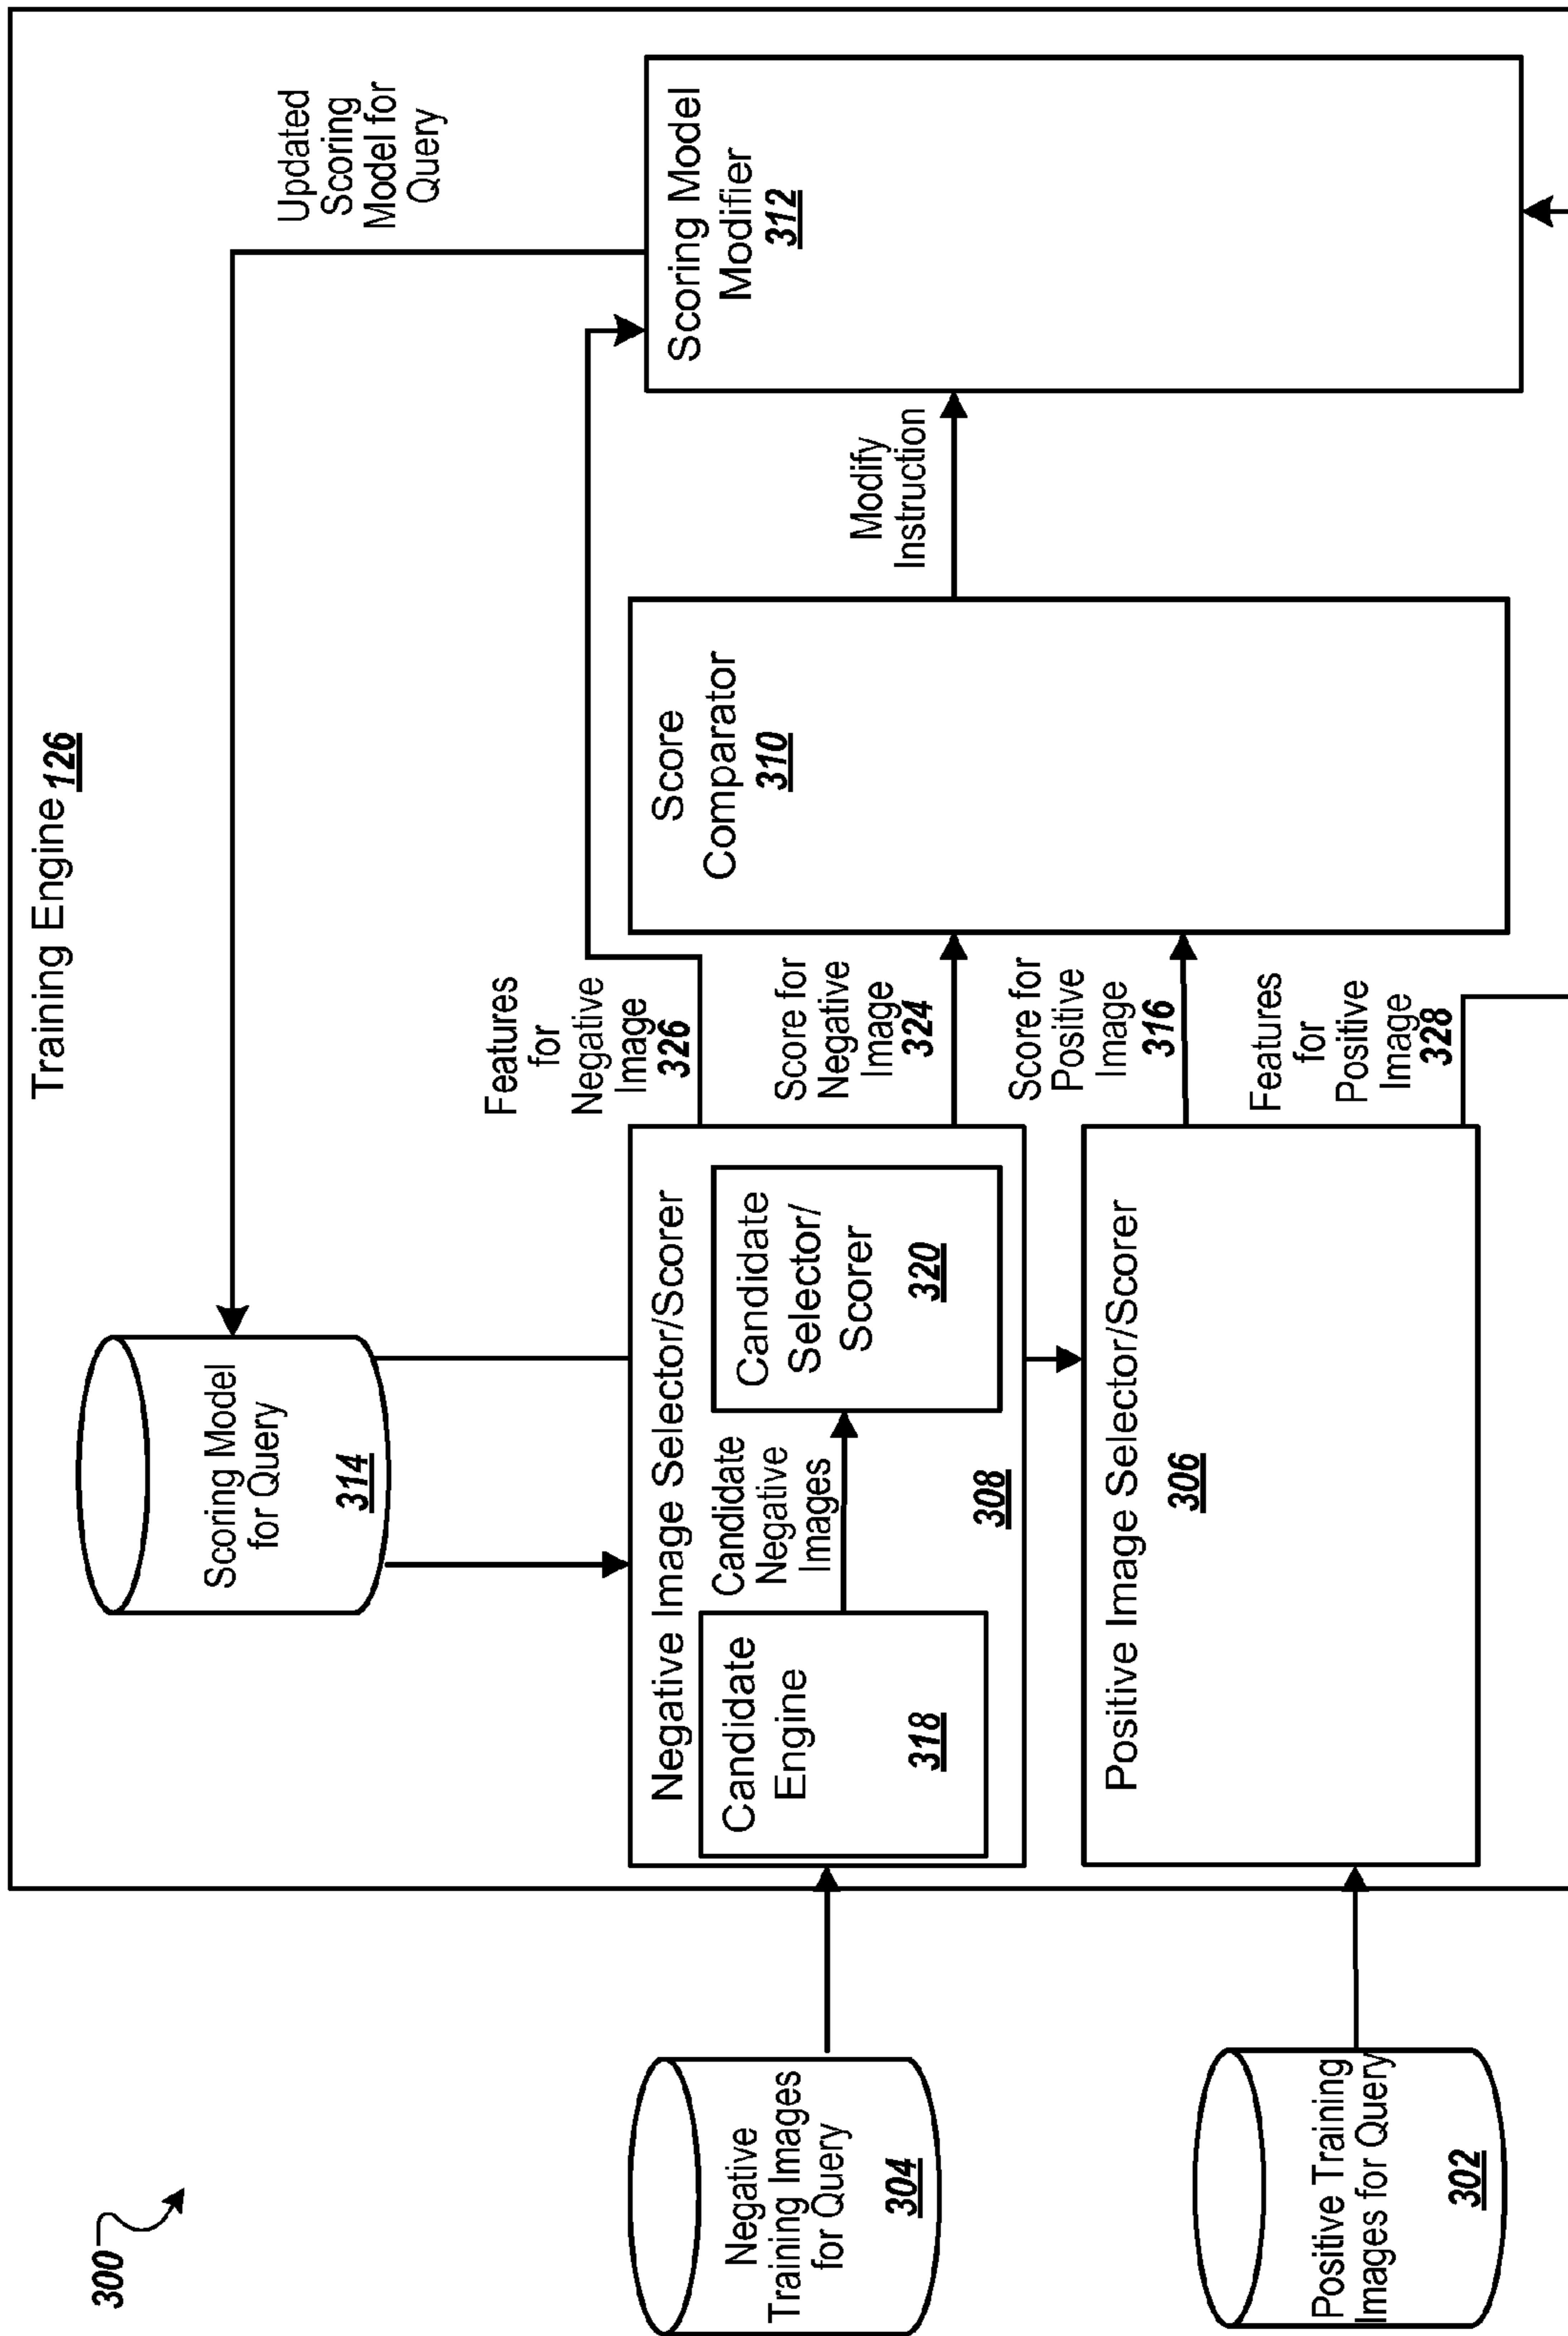 300
Training Engine 126
Updated
Scoring
Model for
Query
Scoring Model
for Query
314
Features
for
Negative
Image
326
Negative
Training Images
for Query
304
Negative Image Selector/Scorer
Candidate
Engine
318
Candidate
Negative
Images
Candidate
Selector/
Scorer
320
308
Score for
Negative
Image
324
Score
Comparator
310
Modify
Instruction
Scoring Model
Modifier
312
Score for
Positive
Image
316
Positive Training
Images for Query
302
Positive Image Selector/Scorer
306
Features
for
Positive
Image
328